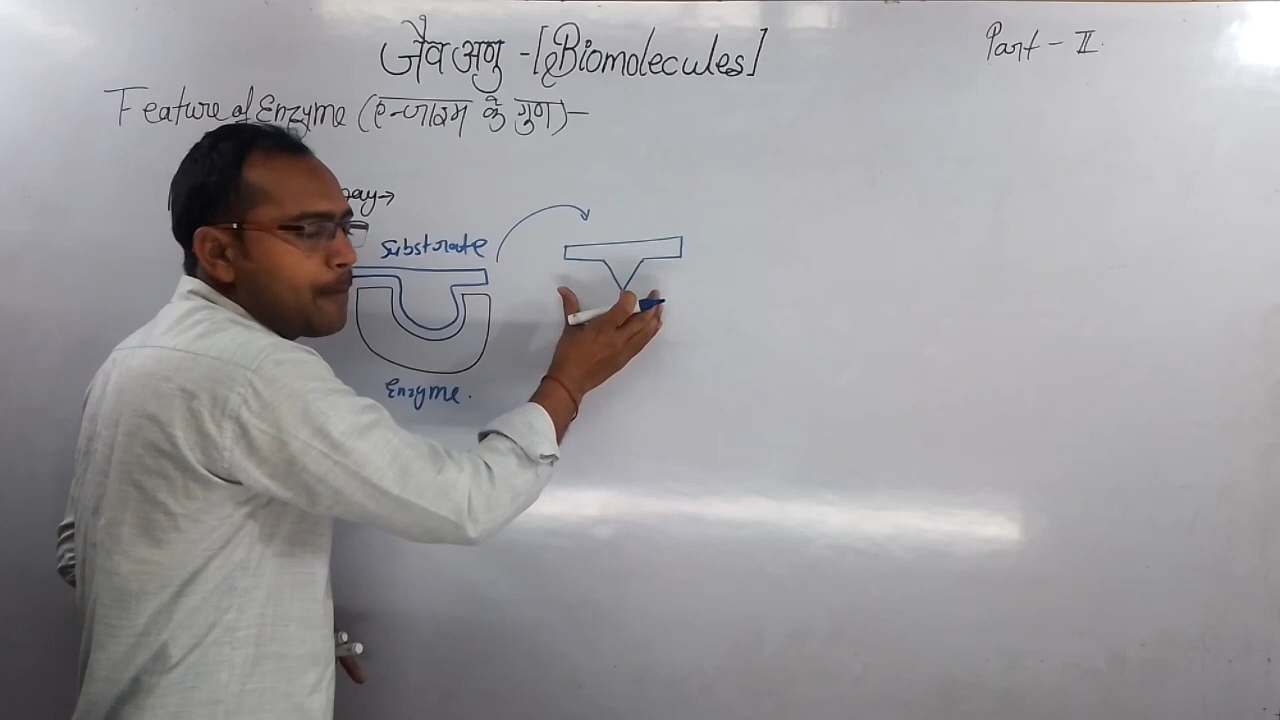 जैव अणु -[Biomolecules]
Part - II.
Feature of Enzyme (एन्जाइम के गुण)-
substrate
Enzyme.